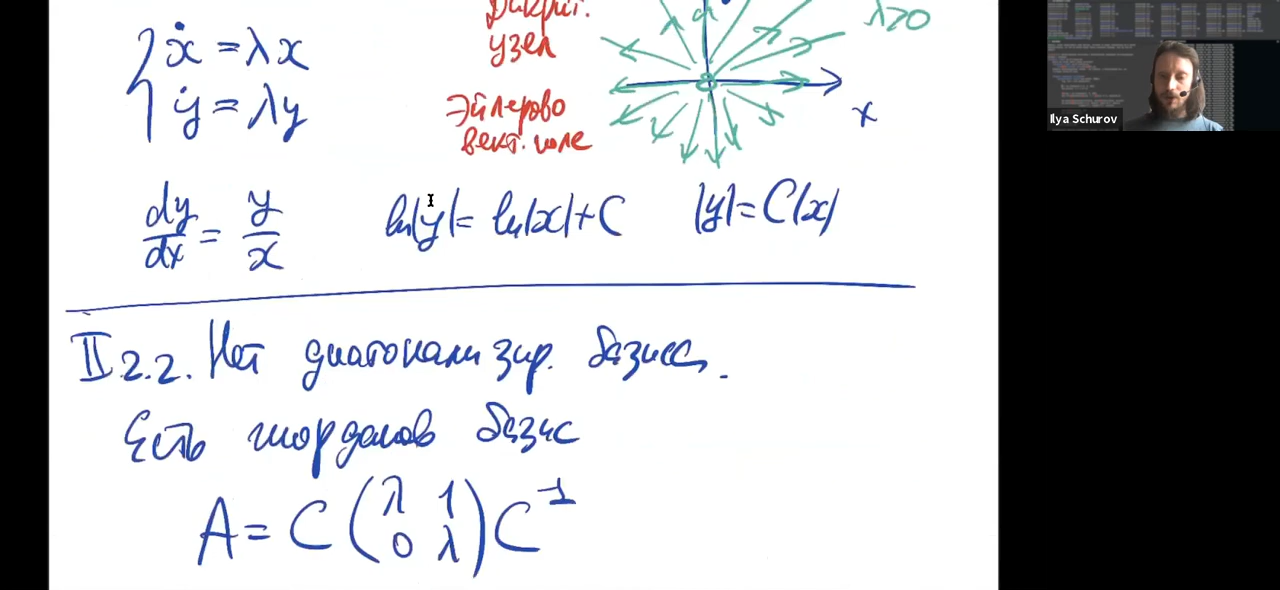 Дикрит.
узел
λ>0
ẋ = λx
ẏ = λy
Эйлерово
вект. поле
x
Ilya Schurov
dy/dx = y/x
ln|y| = ln|x| + C
|y| = C|x|
II 2.2. Нет диагонализир. базиса.
Есть жорданов базис
A = C (λ 1
0 λ) C⁻¹